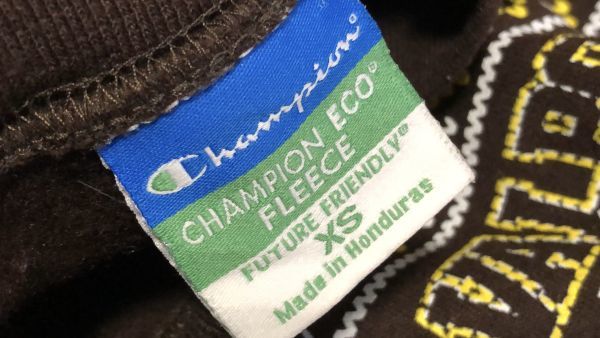 Champion®
CHAMPION ECO®
FLEECE
FUTURE FRIENDLY®
XS
Made in Honduras